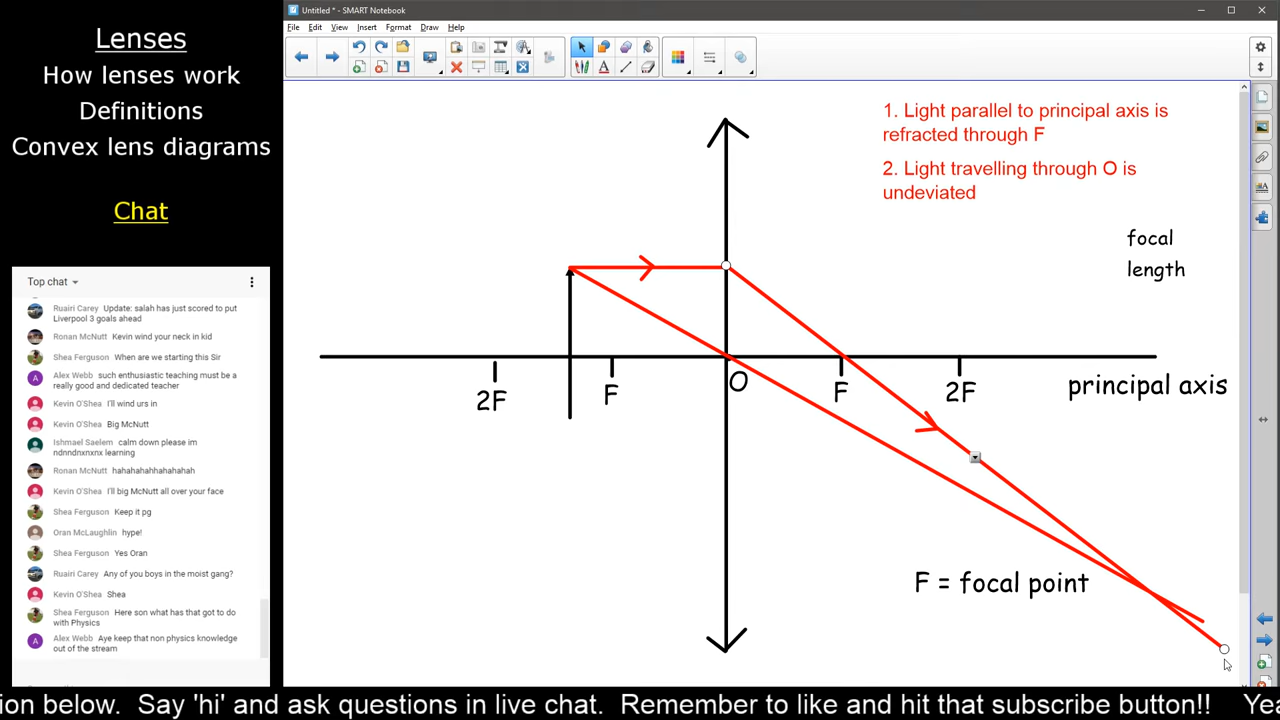 Lenses
How lenses work
Definitions
Convex lens diagrams
Chat
Top chat
Ruairi Carey Update: salah has just scored to put
Liverpool 3 goals ahead
Ronan McNutt Kevin wind your neck in kid
Shea Ferguson When are we starting this Sir
Alex Webb such enthusiastic teaching must be a
really good and dedicated teacher
Kevin O'Shea I'll wind urs in
Kevin O'Shea Big McNutt
Ishmael Saelem calm down please im
ndnndnxnxnx learning
Ronan McNutt hahahahahhahahahah
Kevin O'Shea I'll big McNutt all over your face
Shea Ferguson Keep it pg
Oran McLaughlin hype!
Shea Ferguson Yes Oran
Ruairi Carey Any of you boys in the moist gang?
Kevin O'Shea Shea
Shea Ferguson Here son what has that got to do
with Physics
Alex Webb Aye keep that non physics knowledge
out of the stream
Untitled * - SMART Notebook
File Edit View Insert Format Draw Help
1. Light parallel to principal axis is
refracted through F
2. Light travelling through O is
undeviated
focal
length
2F F O F 2F principal axis
F = focal point
ion below. Say 'hi' and ask questions in live chat. Remember to like and hit that subscribe button!! Yea